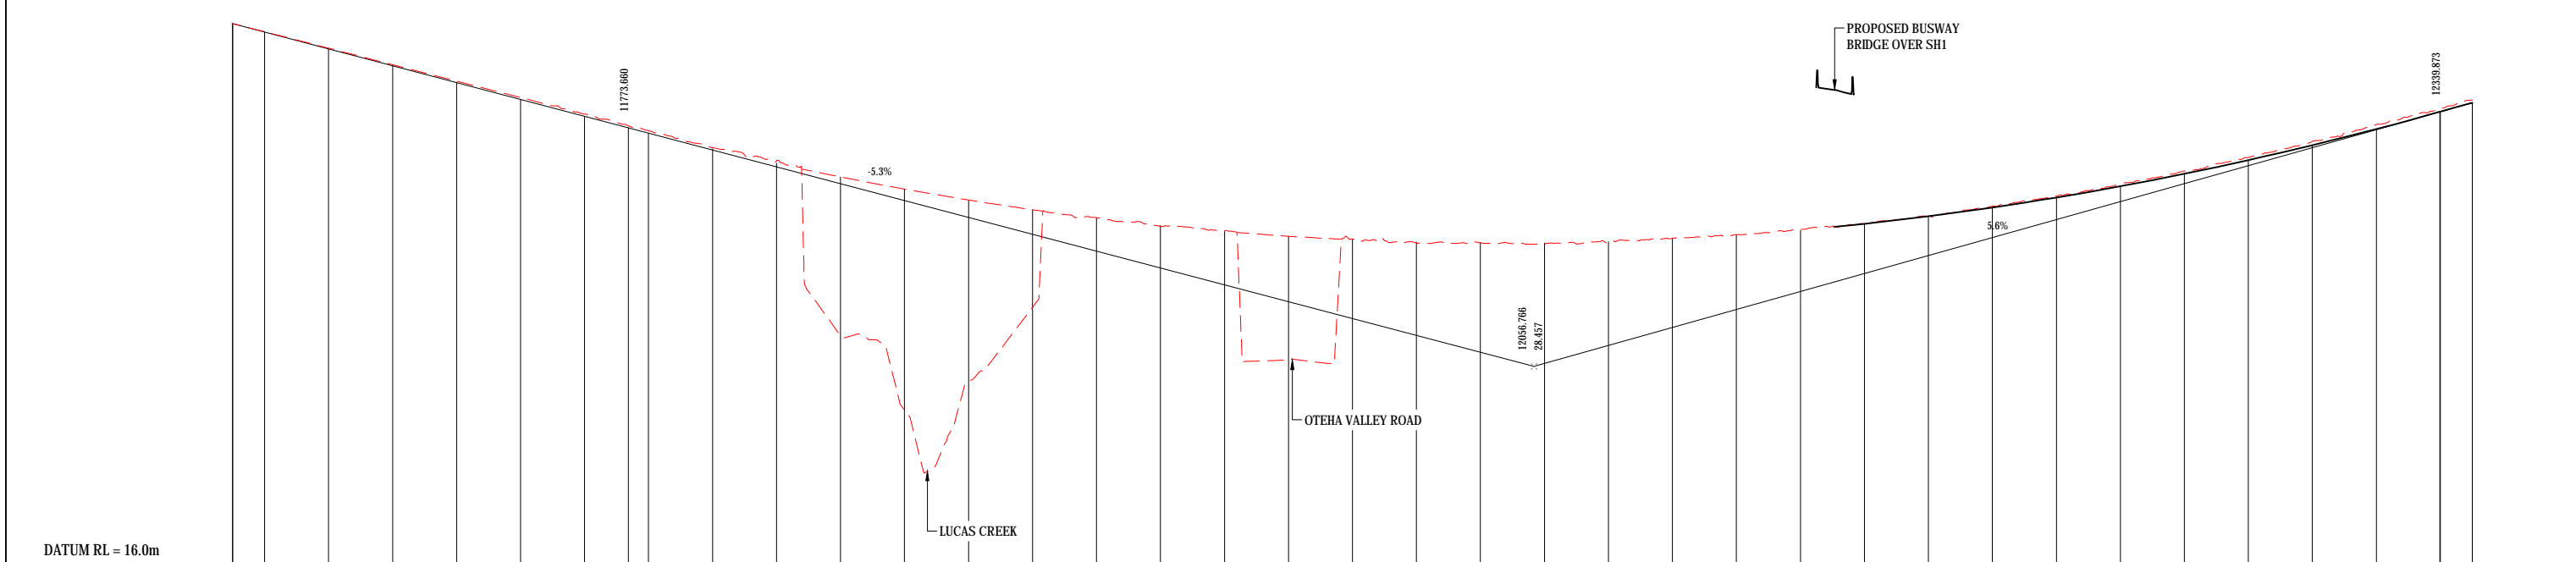 PROPOSED BUSWAY
BRIDGE OVER SH1
11773.660
12339.873
-5.3%
5.6%
12056.766
28.457
OTEHA VALLEY ROAD
LUCAS CREEK
DATUM RL = 16.0m